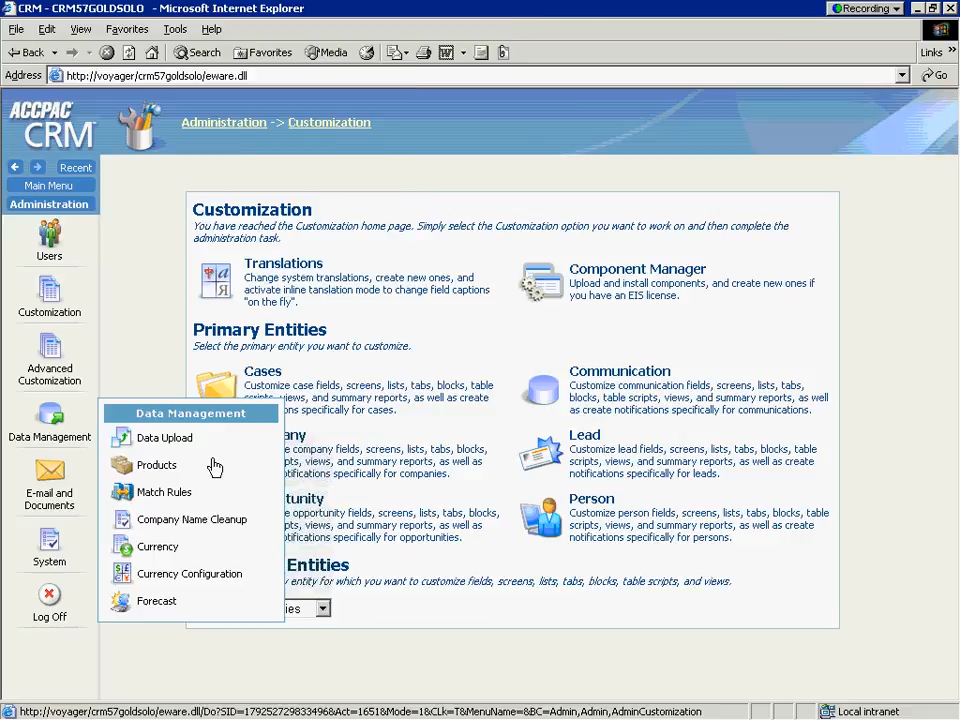 CRM - CRM57GOLDSOLO - Microsoft Internet Explorer
Recording
File Edit View Favorites Tools Help
Links »
Back Search Favorites Media
Address http://voyager/crm57goldsolo/eware.dll Go
ACCPAC
CRM
Administration -> Customization
Recent
Main Menu
Administration
Users
Customization
Advanced
Customization
Data Management
E-mail and
Documents
System
Log Off
Customization
You have reached the Customization home page. Simply select the Customization option you want to work on and then complete the
administration task.
Translations
Change system translations, create new ones, and
activate inline tanslation mode to change field captions
"on the fly".
Component Manager
Upload and install components, and create new ones if
you have an EIS license.
Primary Entities
Select the primary entity you want to customize.
Cases
Customize case fields, screens, lists, tabs, blocks, table
scripts, views, and summary reports, as well as create
notifications specifically for cases.
Communication
Customize communication fields, screens, lists, tabs,
blocks, table scripts, views, and summary reports, as well
as create notifications specifically for communications.
any
ze company fields, screens, lists, tabs, blocks,
pts, views, and summary reports, as well as
otifications specifically for companies.
Lead
Customize lead fields, screens, lists, tabs, blocks, table
scripts, views, and summary reports, as well as create
notifications specifically for leads.
tunity
e opportunity fields, screens, lists, tabs, blocks,
pts, views, and summary reports, as well as
otifications specifically for opportunities.
Person
Customize person fields, screens, lists, tabs, blocks, table
scripts, views, and summary reports, as well as create
notifications specifically for persons.
Entities
y entity for which you want to customize fields, screens, lists, tabs, blocks, table scripts, and views.
ies
Data Management
Data Upload
Products
Match Rules
Company Name Cleanup
Currency
Currency Configuration
Forecast
http://voyager/crm57goldsolo/eware.dll/Do?SID=179252729833496&Act=1651&Mode=1&CLk=T&MenuName=&BC=Admin,Admin,AdminCustomization
Local intranet